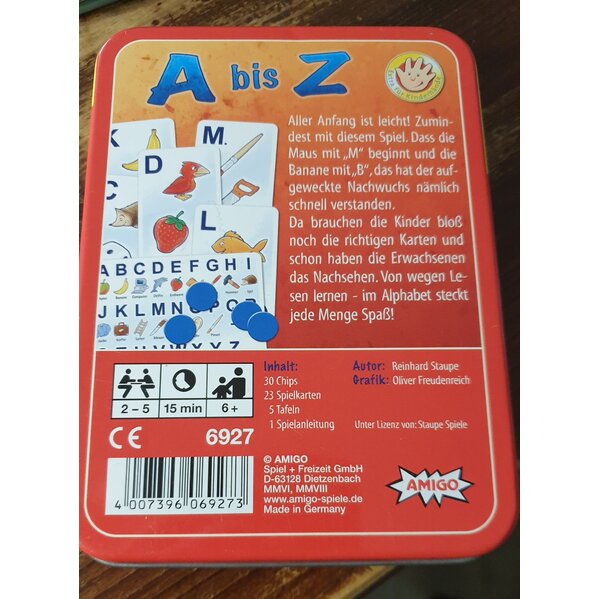 A bis Z
Extra für Kinderhände
Aller Anfang ist leicht! Zumin-
dest mit diesem Spiel. Dass die
Maus mit „M" beginnt und die
Banane mit „B", das hat der auf-
geweckte Nachwuchs nämlich
schnell verstanden.
Da brauchen die Kinder bloß
noch die richtigen Karten und
schon haben die Erwachsenen
das Nachsehen. Von wegen Le-
sen lernen - im Alphabet steckt
jede Menge Spaß!
K
M
D
L
ABCDEFGHI
JKLMNOPQR
Z
2 – 5
15 min
6 +
CE
6927
4 007396 069273
Inhalt:
30 Chips
23 Spielkarten
5 Tafeln
1 Spielanleitung
Autor: Reinhard Staupe
Grafik: Oliver Freudenreich
Unter Lizenz von: Staupe Spiele
© AMIGO
Spiel + Freizeit GmbH
D-63128 Dietzenbach
MMVI, MMVIII
www.amigo-spiele.de
Made in Germany
AMIGO